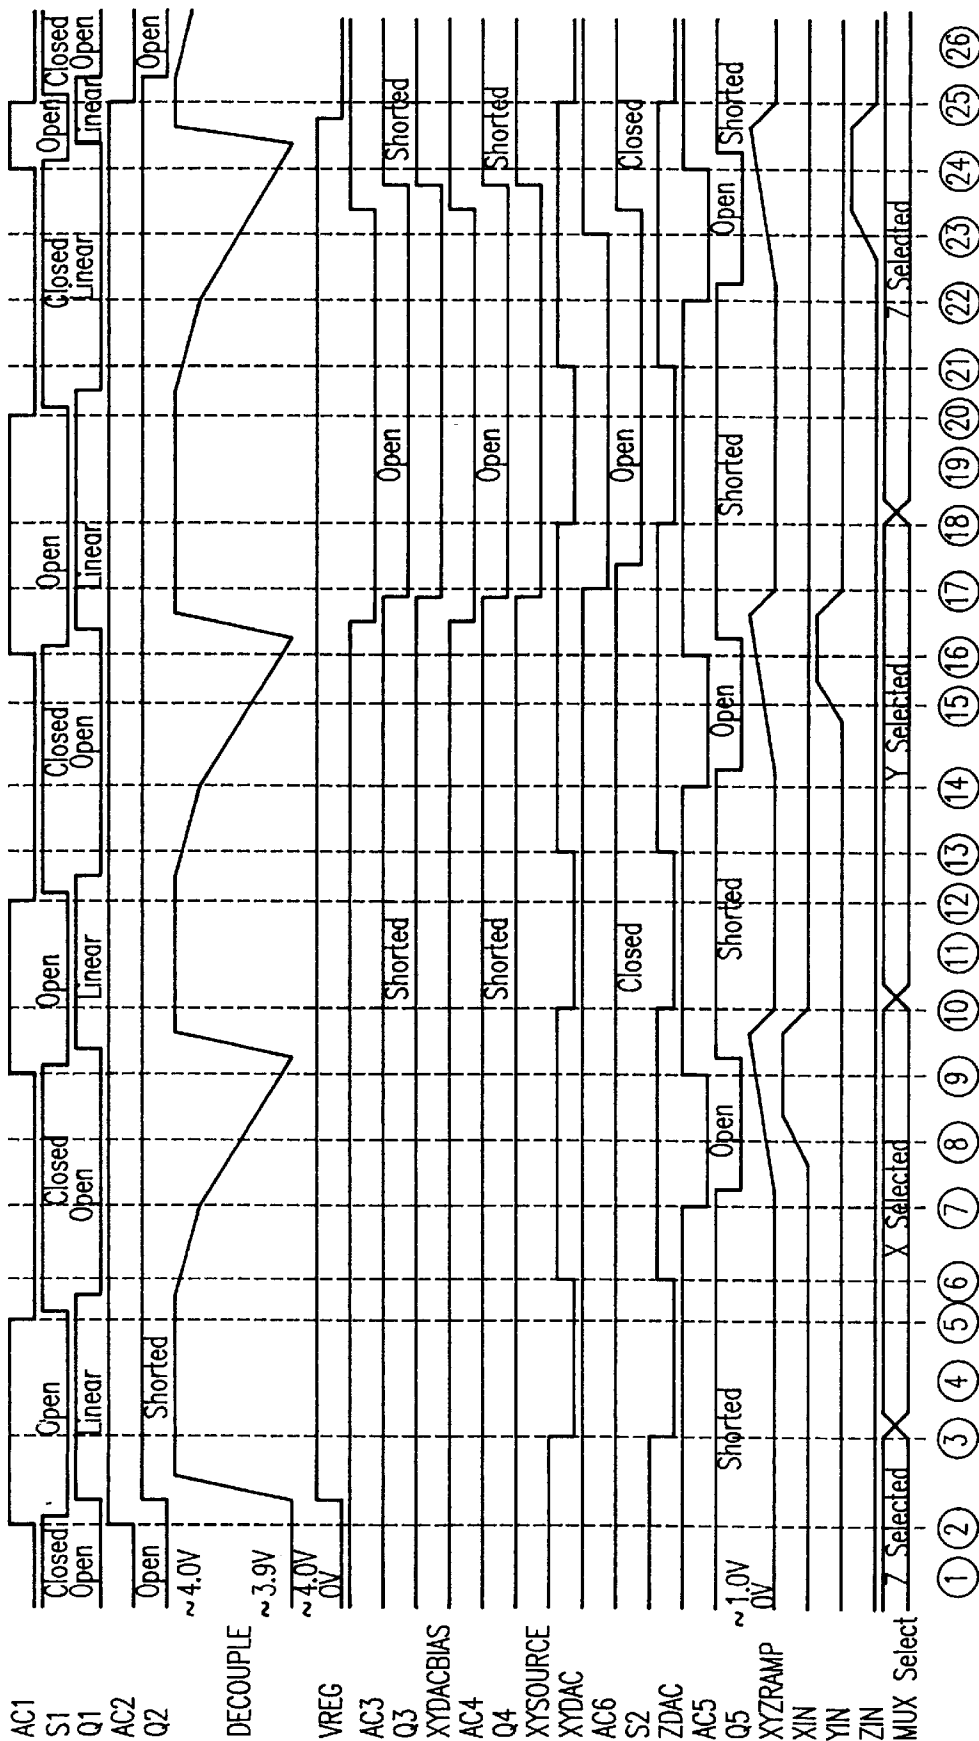 AC1
S1 Closed Open Closed Open Closed Open Closed Open Closed
Q1 Open Linear Open Linear Open Linear Linear Linear Open
AC2
Q2 Open Shorted Open
~4.0V
DECOUPLE
~3.9V
~4.0V
VREG 0V
AC3
Q3 Shorted Open Shorted
XYDACBIAS
AC4
Q4 Shorted Open Shorted
XYSOURCE
XYDAC
AC6
S2 Closed Open Closed
ZDAC
AC5
Q5 Shorted Open Shorted Open Shorted Open Shorted
~1.0V
XYZRAMP 0V
XIN
YIN
ZIN
MUX Select Z Selected X Selected Y Selected Z Selected
1 2 3 4 5 6 7 8 9 10 11 12 13 14 15 16 17 18 19 20 21 22 23 24 25 26